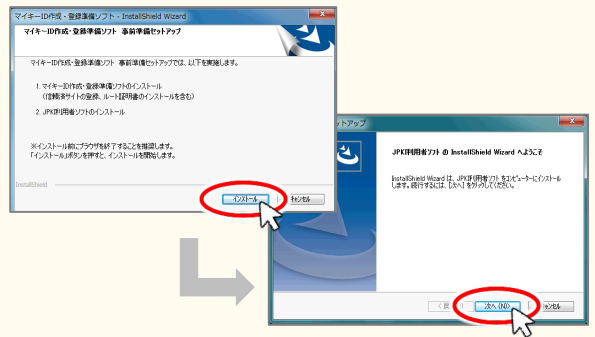 マイキーID作成・登録準備ソフト - InstallShield Wizard
マイキーID作成・登録準備ソフト 事前準備セットアップ
マイキーID作成・登録準備ソフト 事前準備セットアップでは、以下を実施します。
1. マイキーID作成・登録準備ソフトのインストール
(信頼済サイトの登録、ルート証明書のインストールを含む)
2. JPKI利用者ソフトのインストール
※インストール前にブラウザを終了することを推奨します。
「インストール」ボタンを押すと、インストールを開始します。
InstallShield
インストール
キャンセル
トアップ
JPKI利用者ソフト の InstallShield Wizard へようこそ
InstallShield Wizard は、JPKI利用者ソフト をコンピューターにインストール
します。続行するには、[次へ] をクリックしてください。
< 戻
次へ (N)>
キャンセル